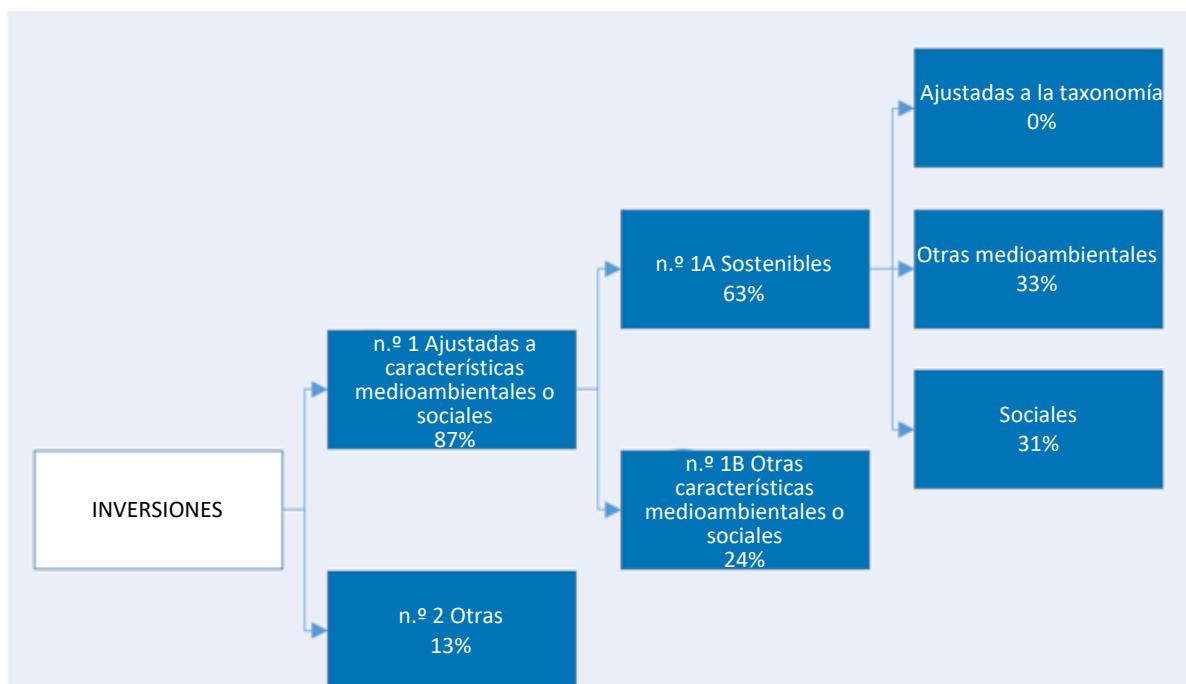 INVERSIONES
n.º 1 Ajustadas a
características
medioambientales o
sociales
87%
n.º 2 Otras
13%
n.º 1A Sostenibles
63%
n.º 1B Otras
características
medioambientales o
sociales
24%
Ajustadas a la taxonomía
0%
Otras medioambientales
33%
Sociales
31%